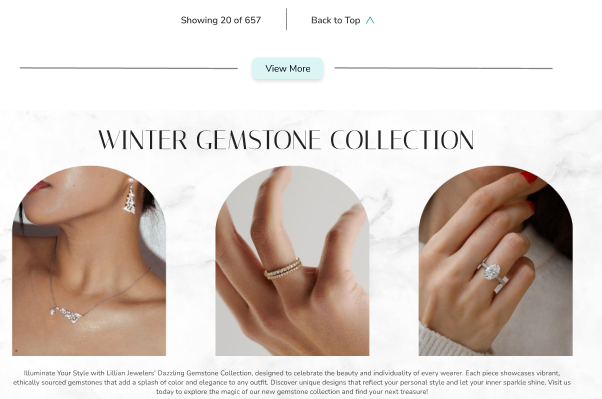 Showing 20 of 657
Back to Top
View More
WINTER GEMSTONE COLLECTION
Illuminate Your Style with Lillian Jewelers' Dazzling Gemstone Collection, designed to celebrate the beauty and individuality of every wearer. Each piece showcases vibrant,
ethically sourced gemstones that add a splash of color and elegance to any outfit. Discover unique designs that reflect your personal style and let your inner sparkle shine. Visit us
today to explore the magic of our new gemstone collection and find your next treasure!